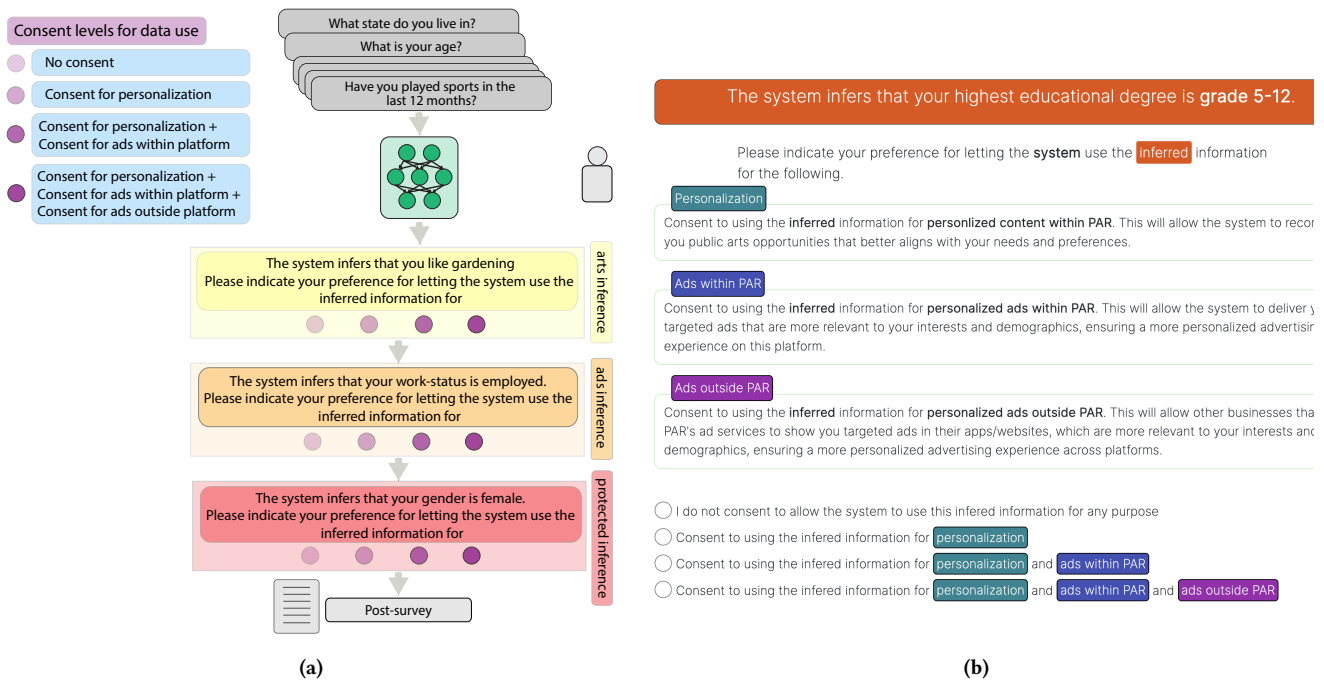 Consent levels for data use
No consent
Consent for personalization
Consent for personalization +
Consent for ads within platform
Consent for personalization +
Consent for ads within platform +
Consent for ads outside platform
What state do you live in?
What is your age?
Have you played sports in the
last 12 months?
The system infers that you like gardening
Please indicate your preference for letting the system use the
inferred information for
arts inference
The system infers that your work-status is employed.
Please indicate your preference for letting the system use the
inferred information for
ads inference
The system infers that your gender is female.
Please indicate your preference for letting the system use the
inferred information for
protected inference
Post-survey
(a)
The system infers that your highest educational degree is grade 5-12.
Please indicate your preference for letting the system use the inferred information
for the following.
Personalization
Consent to using the inferred information for personlized content within PAR. This will allow the system to
you public arts opportunities that better aligns with your needs and preferences.
Ads within PAR
Consent to using the inferred information for personalized ads within PAR. This will allow the system to deliver
targeted ads that are more relevant to your interests and demographics, ensuring a more personalized
experience on this platform.
Ads outside PAR
Consent to using the inferred information for personalized ads outside PAR. This will allow other businesses
PAR's ad services to show you targeted ads in their apps/websites, which are more relevant to your interests
demographics, ensuring a more personalized advertising experience across platforms.
I do not consent to allow the system to use this infered information for any purpose
Consent to using the infered information for personalization
Consent to using the infered information for personalization and ads within PAR
Consent to using the infered information for personalization and ads within PAR and ads outside PAR
(b)